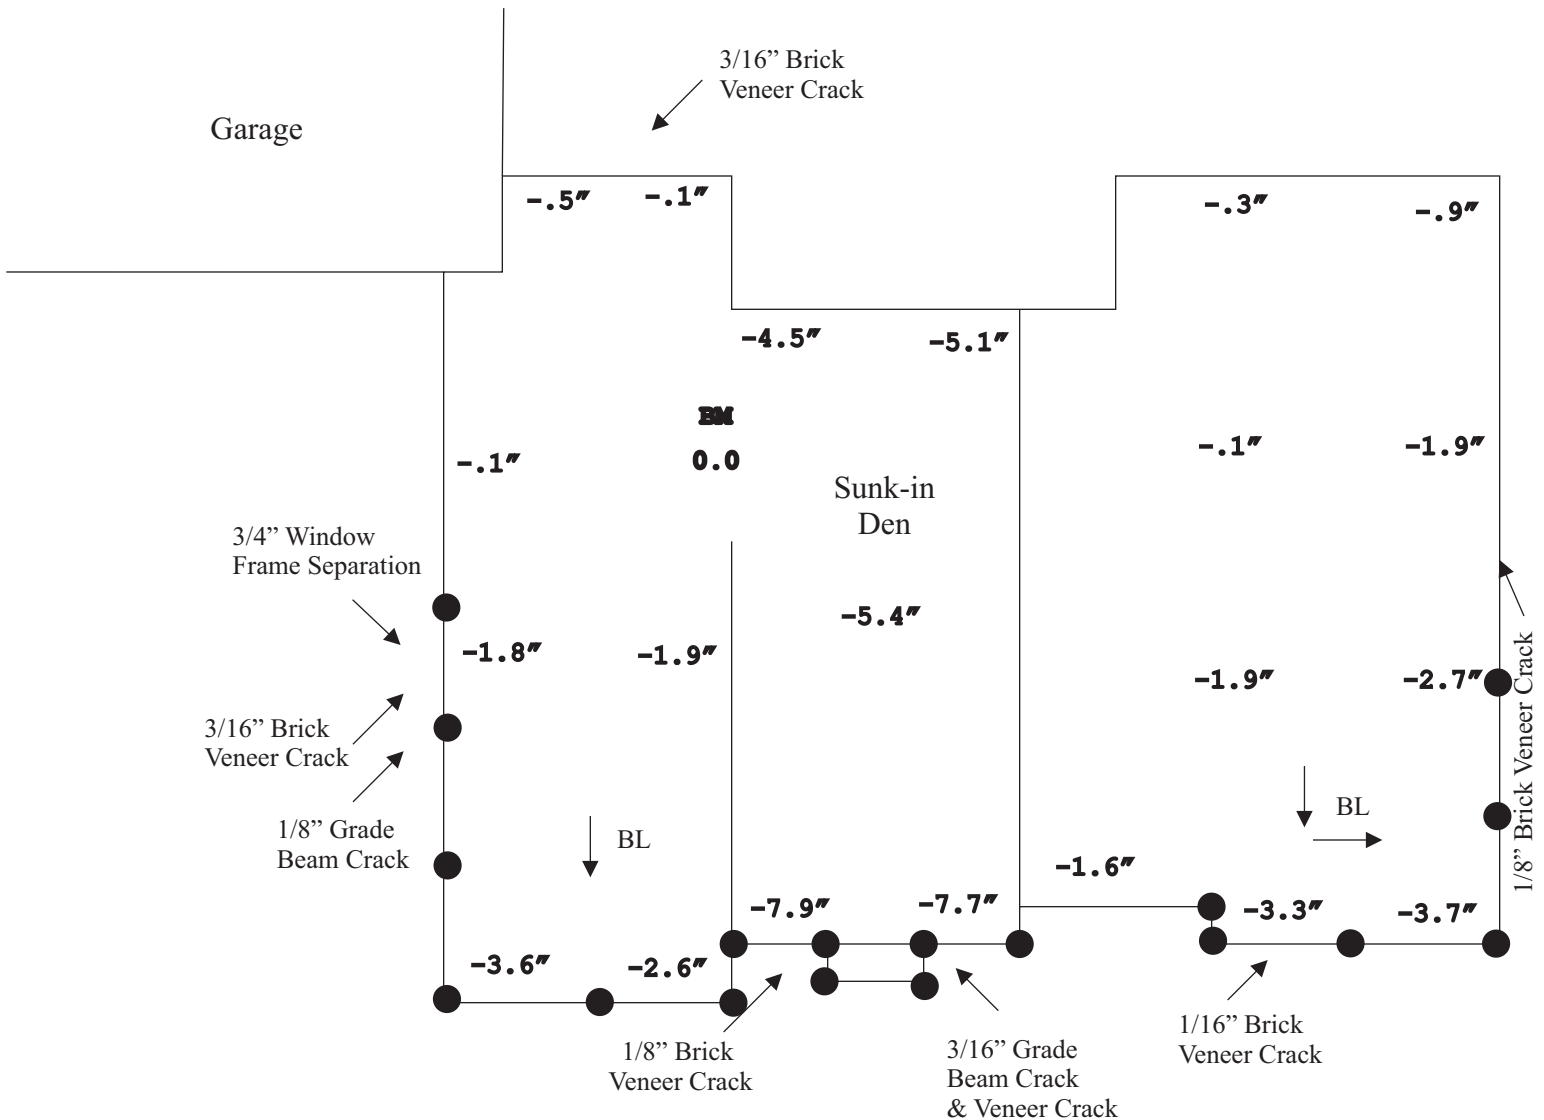 3/16” Brick
Veneer Crack
Garage
-.5″
-.1″
-.3″
-.9″
-4.5″
-5.1″
BM
0.0
-.1″
-.1″
-1.9″
Sunk-in
Den
3/4” Window
Frame Separation
-5.4″
-1.8″
-1.9″
-1.9″
-2.7″
3/16” Brick
Veneer Crack
1/8” Brick Veneer Crack
1/8” Grade
Beam Crack
BL
BL
-1.6″
-7.9″
-7.7″
-3.3″
-3.7″
-3.6″
-2.6″
1/8” Brick
Veneer Crack
3/16” Grade
Beam Crack
& Veneer Crack
1/16” Brick
Veneer Crack